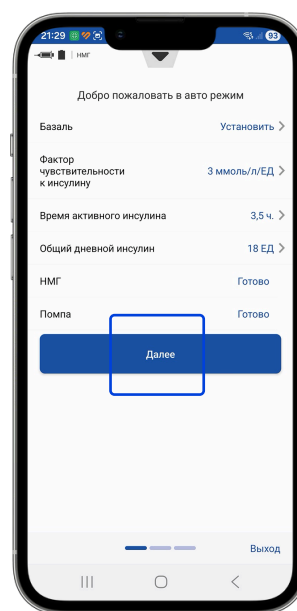 21:29 93
НМГ
Добро пожаловать в авто режим
Базаль Установить
Фактор
чувствительности
к инсулину 3 ммоль/л/ЕД
Время активного инсулина 3,5 ч.
Общий дневной инсулин 18 ЕД
НМГ Готово
Помпа Готово
Далее
Выход